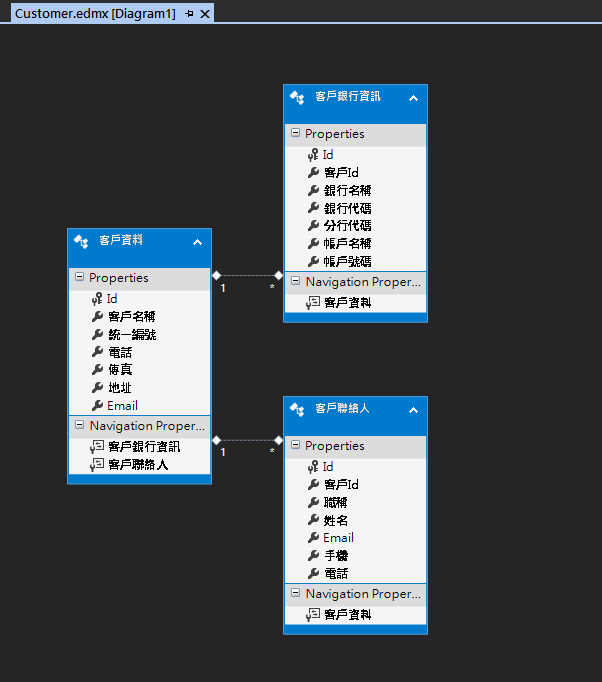 Customer.edmx [Diagram1]
客戶銀行資訊
Properties
Id
客戶Id
銀行名稱
銀行代碼
分行代碼
帳戶名稱
帳戶號碼
Navigation Proper...
客戶資料
客戶資料
Properties
Id
客戶名稱
統一編號
電話
傳真
地址
Email
Navigation Proper...
客戶銀行資訊
客戶聯絡人
1
*
1
*
客戶聯絡人
Properties
Id
客戶Id
職稱
姓名
Email
手機
電話
Navigation Proper...
客戶資料